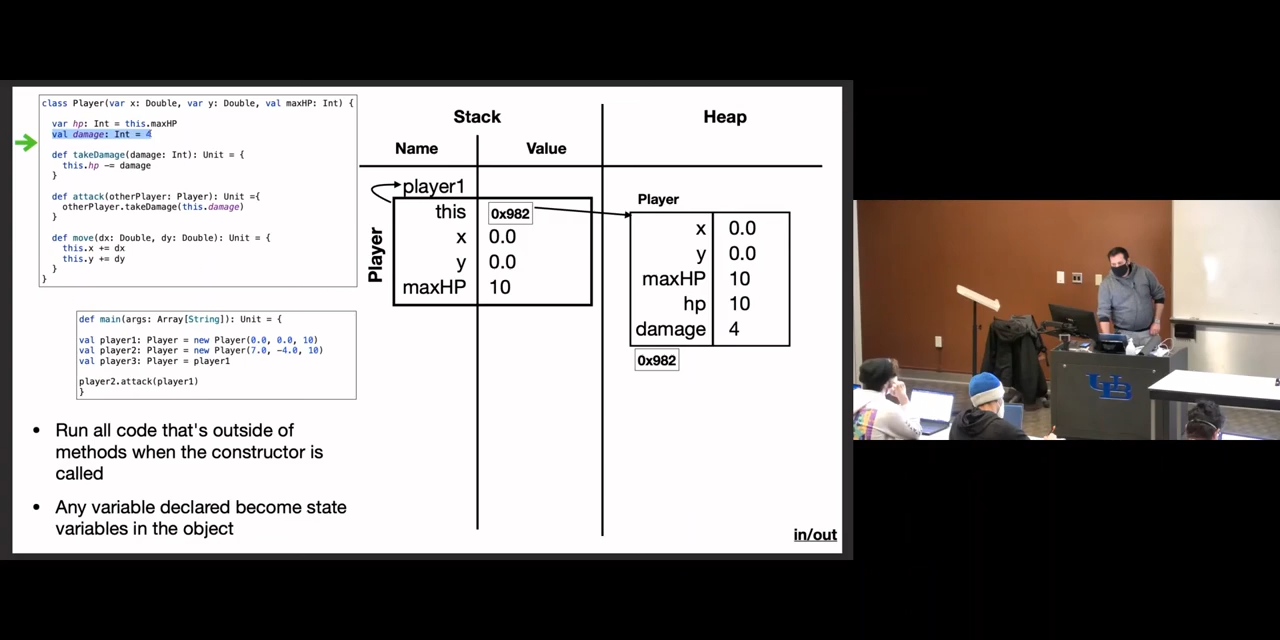 class Player(var x: Double, var y: Double, val maxHP: Int) {
var hp: Int = this.maxHP
val damage: Int = 4
def takeDamage(damage: Int): Unit = {
this.hp -= damage
}
def attack(otherPlayer: Player): Unit ={
otherPlayer.takeDamage(this.damage)
}
def move(dx: Double, dy: Double): Unit = {
this.x += dx
this.y += dy
}
}
def main(args: Array[String]): Unit = {
val player1: Player = new Player(0.0, 0.0, 10)
val player2: Player = new Player(7.0, -4.0, 10)
val player3: Player = player1
player2.attack(player1)
}
• Run all code that's outside of
methods when the constructor is
called
• Any variable declared become state
variables in the object
Stack
Name Value
player1
Player
this 0x982
x 0.0
y 0.0
maxHP 10
Heap
Player
x 0.0
y 0.0
maxHP 10
hp 10
damage 4
0x982
in/out
UB